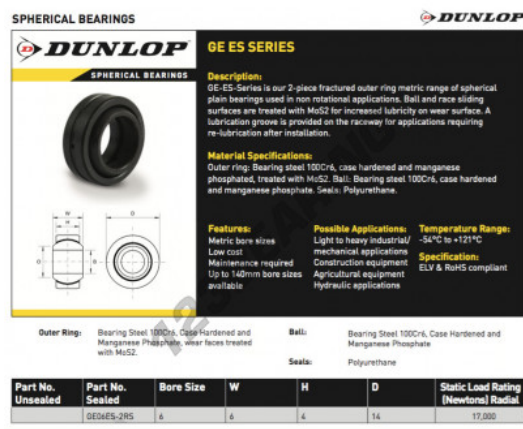 SPHERICAL BEARINGS
DUNLOP
DUNLOP
SPHERICAL BEARINGS
GE ES SERIES
Description:
GE-ES-Series is our 2-piece fractured outer ring metric range of spherical
plain bearings used in non rotational applications. Ball and race sliding
surfaces are treated with MoS2 for increased lubricity on wear surface. A
lubrication groove is provided on the raceway for applications requiring
re-lubrication after installation.
Material Specifications:
Outer ring: Bearing steel 100Cr6, case hardened and manganese
phosphated, treated with MoS2. Ball: Bearing steel 100Cr6, case hardened
and manganese phosphate. Seals: Polyurethane.
Features:
Metric bore sizes
Low cost
Maintenance required
Up to 140mm bore sizes
available
Possible Applications:
Light to heavy industrial/
mechanical applications
Construction equipment
Agricultural equipment
Hydraulic applications
Temperature Range:
-54°C to +121°C
Specification:
ELV & RoHS compliant
W
H
D
B
Outer Ring: Bearing Steel 100Cr6, Case Hardened and
Manganese Phosphate, wear faces treated
with MoS2.
Ball: Bearing Steel 100Cr6, Case Hardened and
Manganese Phosphate
Seals: Polyurethane
Part No. Unsealed Part No. Sealed Bore Size W H D Static Load Rating (Newtons) Radial
GE06ES-2RS 6 6 4 14 17,000